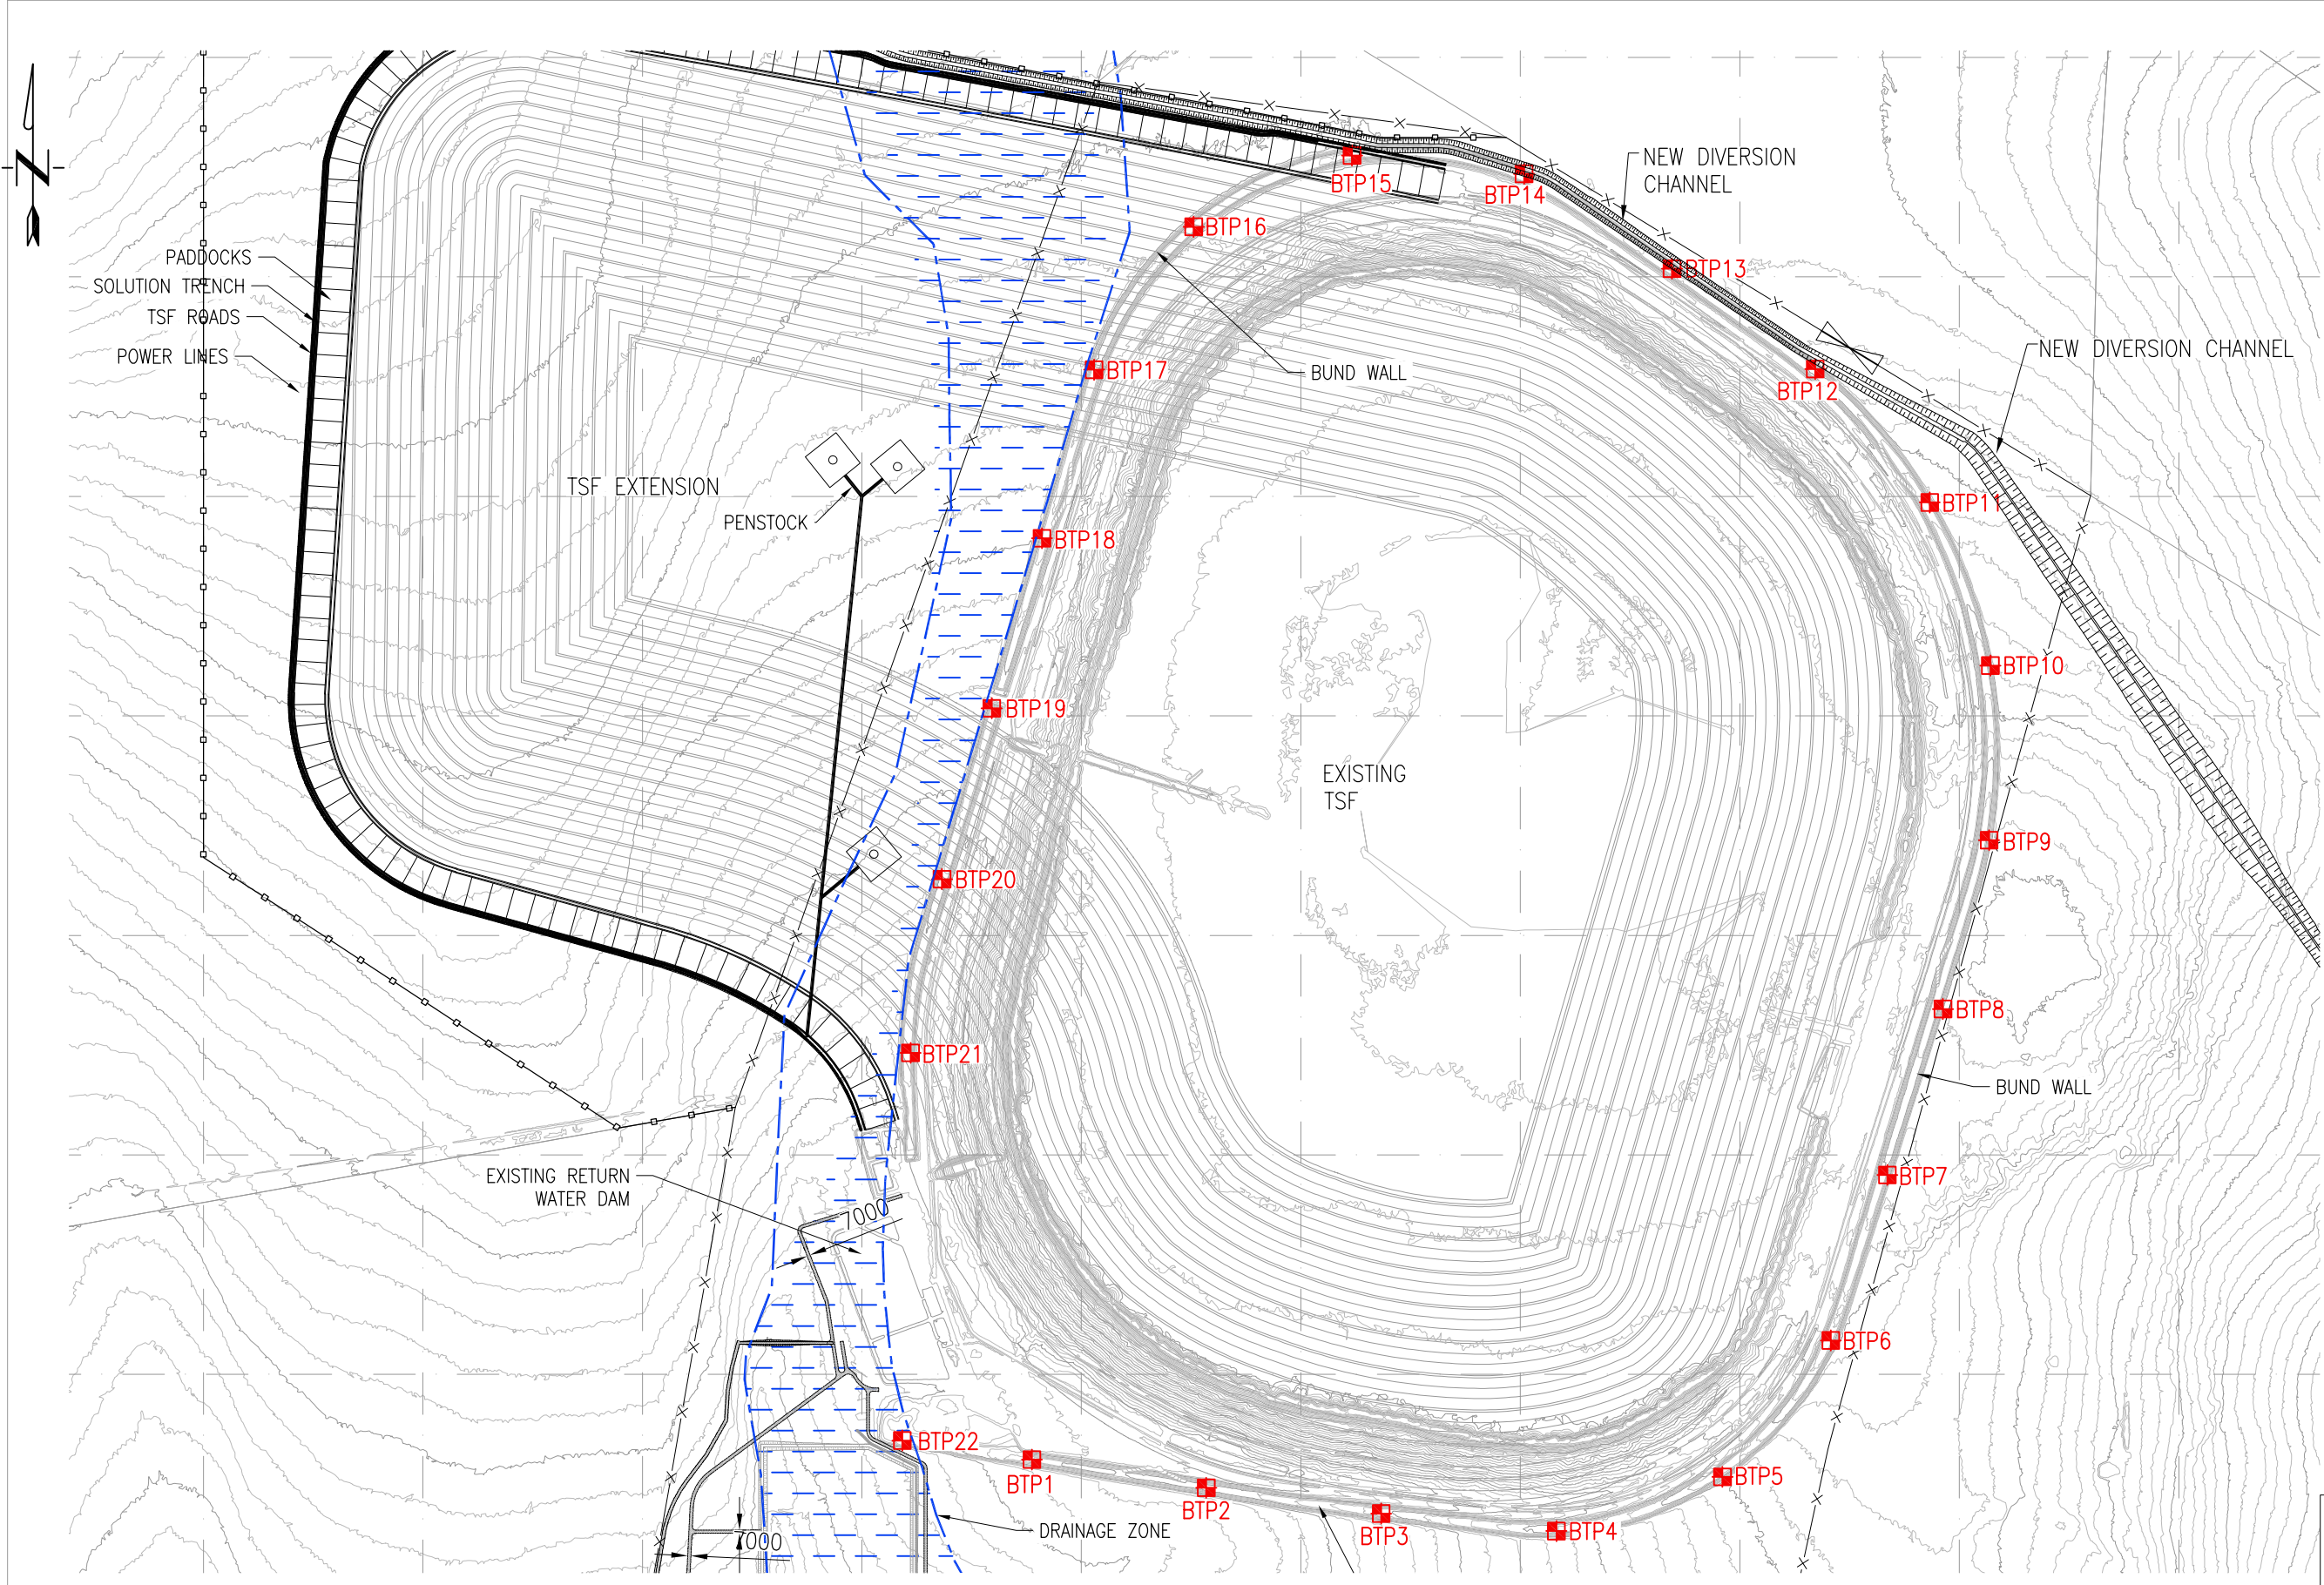 N
BTP15
BTP14
NEW DIVERSION
CHANNEL
BTP16
BTP13
PADDOCKS
SOLUTION TRENCH
TSF ROADS
POWER LINES
BTP17
BUND WALL
BTP12
NEW DIVERSION CHANNEL
TSF EXTENSION
PENSTOCK
BTP18
BTP11
BTP10
BTP19
EXISTING
TSF
BTP9
BTP20
BTP8
BTP21
BUND WALL
EXISTING RETURN
WATER DAM
7000
BTP7
BTP6
BTP22
BTP1
BTP2
BTP3
BTP4
BTP5
DRAINAGE ZONE
7000